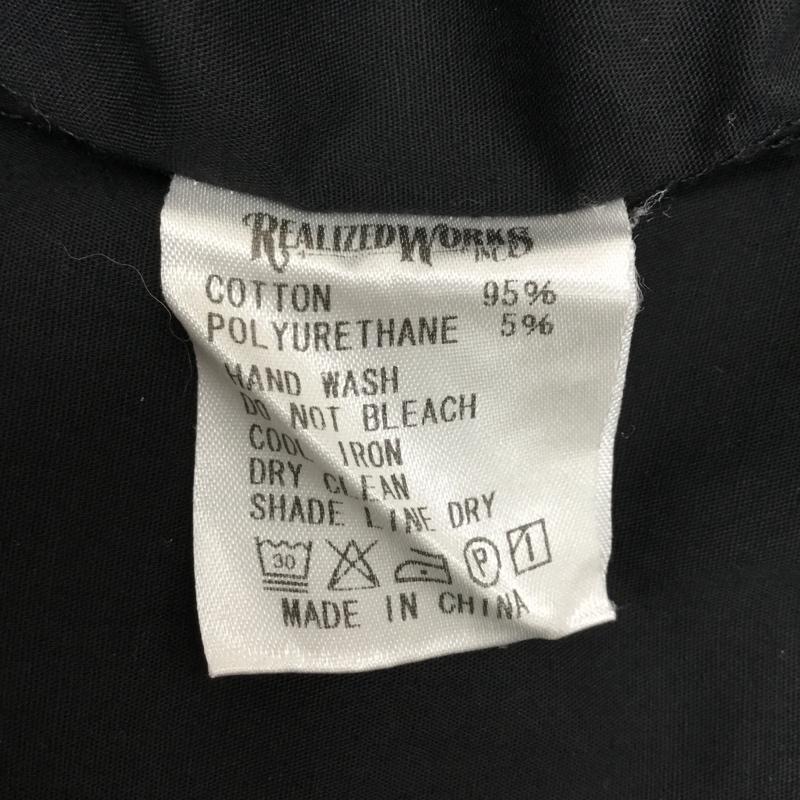 REALIZED WORKS INC.
COTTON 95%
POLYURETHANE 5%
HAND WASH
DO NOT BLEACH
COOL IRON
DRY CLEAN
SHADE LINE DRY
30 P
MADE IN CHINA